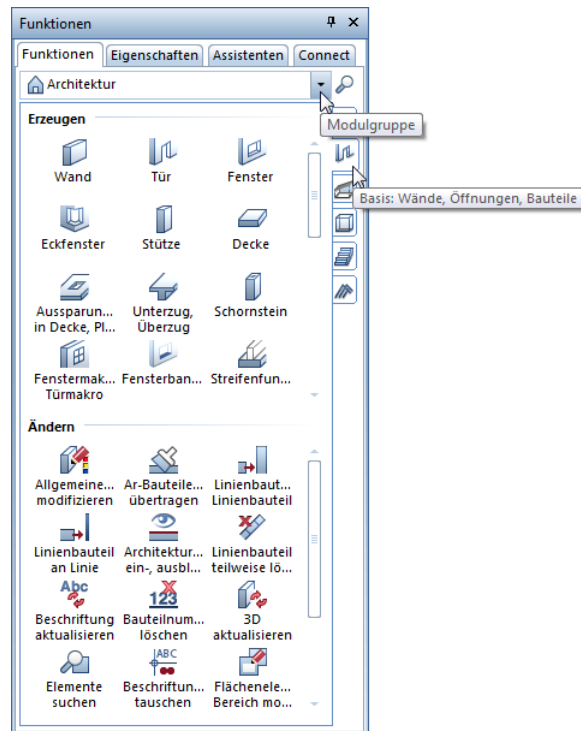 Funktionen
Funktionen Eigenschaften Assistenten Connect
Architektur
Modulgruppe
Erzeugen
Wand Tür Fenster
Basis: Wände, Öffnungen, Bauteile
Eckfenster Stütze Decke
Aussparun... Unterzug, Schornstein
in Decke, Pl... Überzug
Fenstermak... Fensterban... Streifenfun...
Türmakro
Ändern
Allgemeine... Ar-Bauteile... Linienbaut...
modifizieren übertragen Linienbauteil
Linienbauteil Architektur... Linienbauteil
an Linie ein-, ausbl... teilweise lö...
Abc
123
Beschriftung Bauteilnum... 3D
aktualisieren löschen aktualisieren
ABC
Elemente Beschriftun... Flächenele...
suchen tauschen Bereich mo...